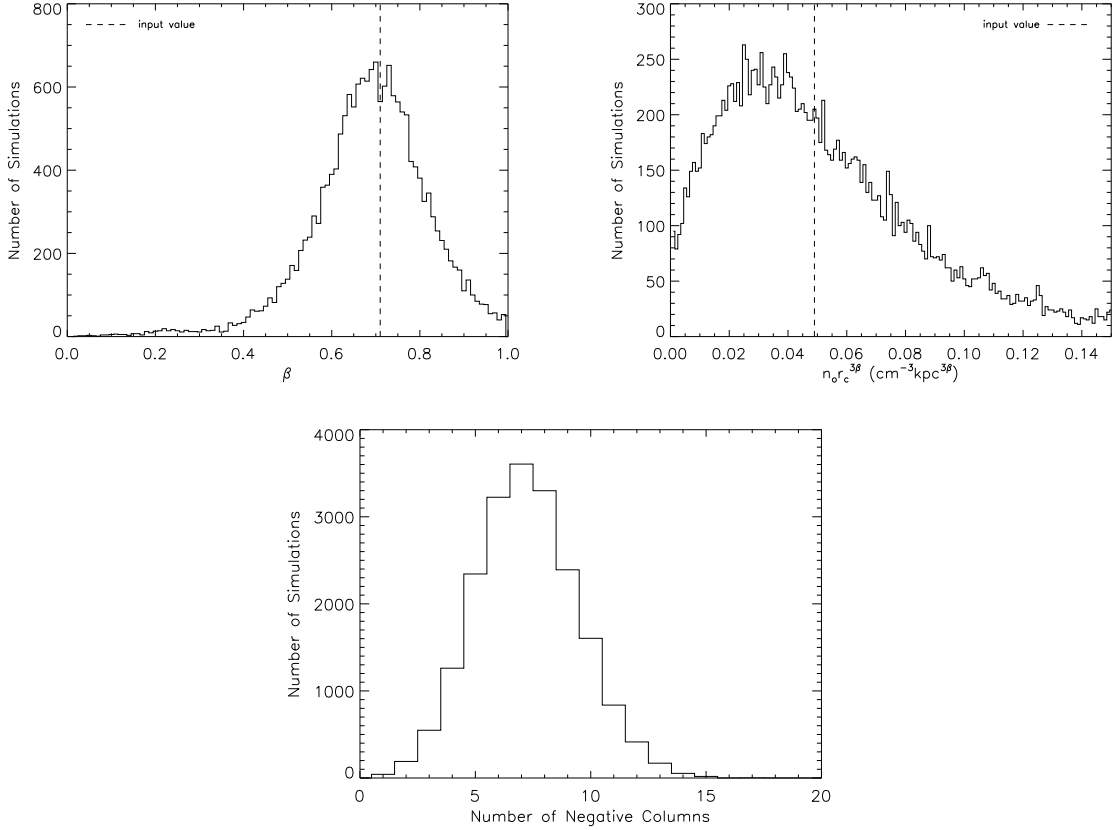 800
600
400
200
0
Number of Simulations
input value
0.0 0.2 0.4 0.6 0.8 1.0
β
300
250
200
150
100
50
0
Number of Simulations
input value
0.00 0.02 0.04 0.06 0.08 0.10 0.12 0.14
nₒr_c^{3β} (cm⁻³kpc^{3β})
4000
3000
2000
1000
0
Number of Simulations
0 5 10 15 20
Number of Negative Columns